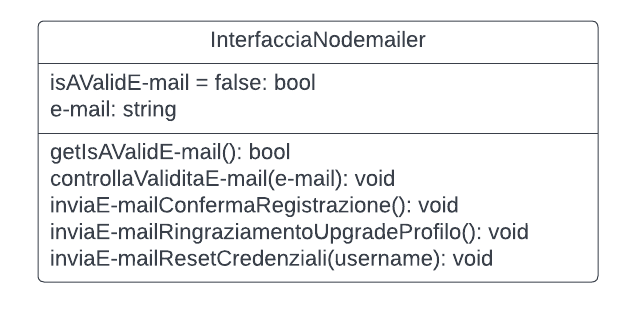 InterfacciaNodemailer
isAValidE-mail = false: bool
e-mail: string
getIsAValidE-mail(): bool
controllaValiditaE-mail(e-mail): void
inviaE-mailConfermaRegistrazione(): void
inviaE-mailRingraziamentoUpgradeProfilo(): void
inviaE-mailResetCredenziali(username): void